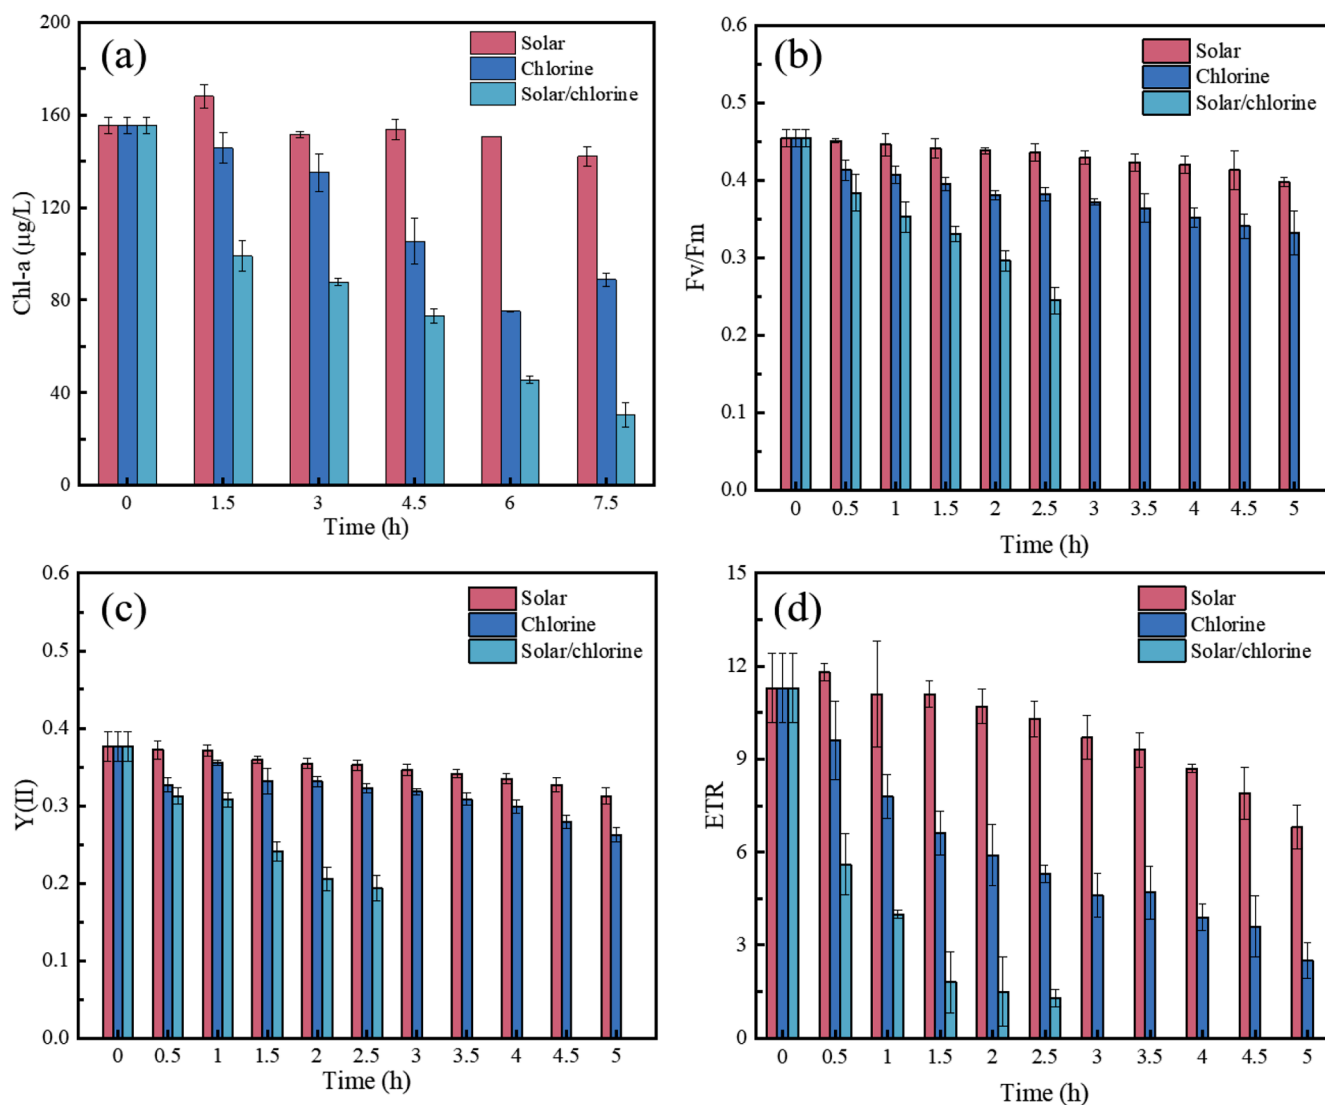 (a)
Solar
Chlorine
Solar/chlorine
200
160
120
80
40
0
Chl-a (μg/L)
0 1.5 3 4.5 6 7.5
Time (h)
(b)
Solar
Chlorine
Solar/chlorine
0.6
0.5
0.4
0.3
0.2
0.1
0.0
Fv/Fm
0 0.5 1 1.5 2 2.5 3 3.5 4 4.5 5
Time (h)
(c)
Solar
Chlorine
Solar/chlorine
0.6
0.5
0.4
0.3
0.2
0.1
0.0
Y(II)
0 0.5 1 1.5 2 2.5 3 3.5 4 4.5 5
Time (h)
(d)
Solar
Chlorine
Solar/chlorine
15
12
9
6
3
0
ETR
0 0.5 1 1.5 2 2.5 3 3.5 4 4.5 5
Time (h)